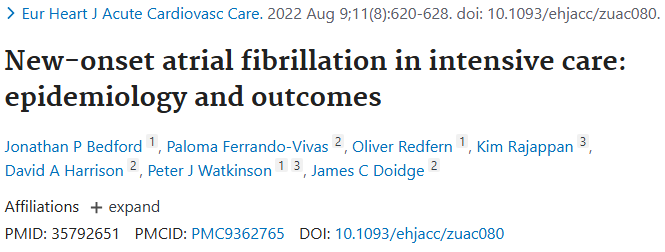 Eur Heart J Acute Cardiovasc Care. 2022 Aug 9;11(8):620-628. doi: 10.1093/ehjacc/zuac080.
New-onset atrial fibrillation in intensive care:
epidemiology and outcomes
Jonathan P Bedford 1, Paloma Ferrando-Vivas 2, Oliver Redfern 1, Kim Rajappan 3,
David A Harrison 2, Peter J Watkinson 1 3, James C Doidge 2
Affiliations + expand
PMID: 35792651 PMCID: PMC9362765 DOI: 10.1093/ehjacc/zuac080